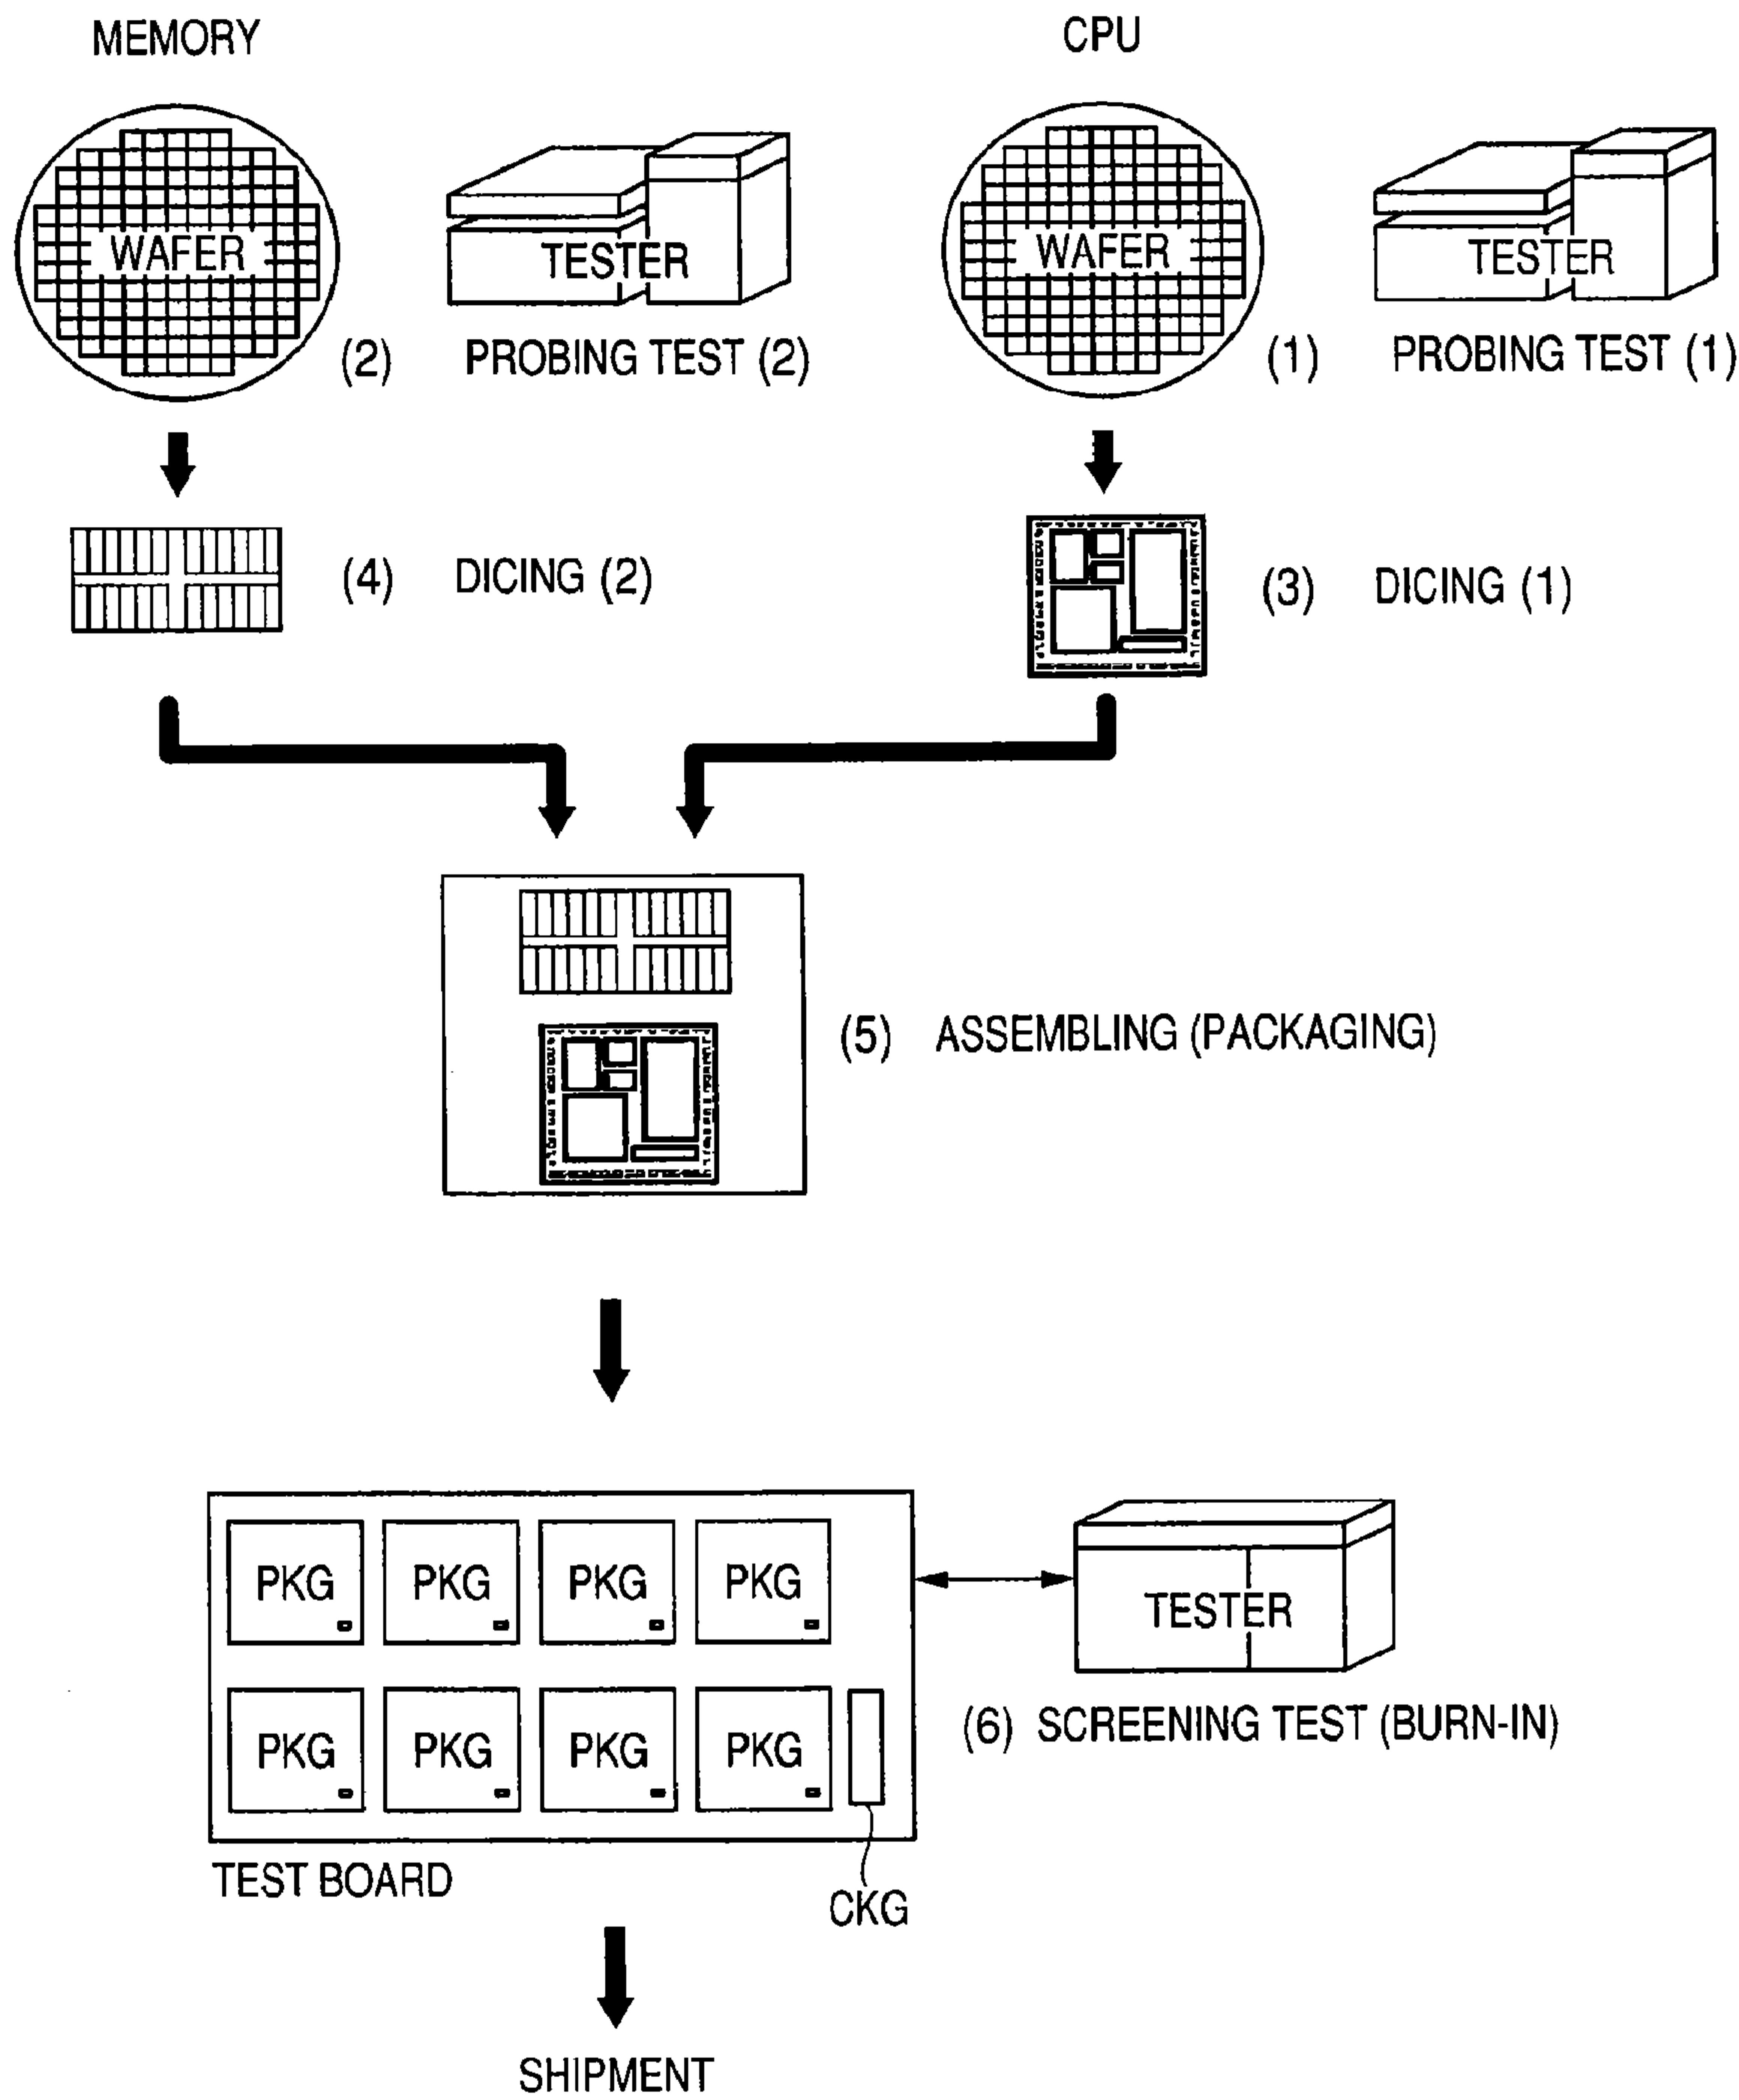 MEMORY
CPU
WAFER
TESTER
WAFER
TESTER
(2) PROBING TEST (2)
(1) PROBING TEST (1)
(4) DICING (2)
(3) DICING (1)
(5) ASSEMBLING (PACKAGING)
PKG PKG PKG PKG
TESTER
PKG PKG PKG PKG
(6) SCREENING TEST (BURN-IN)
TEST BOARD
CKG
SHIPMENT